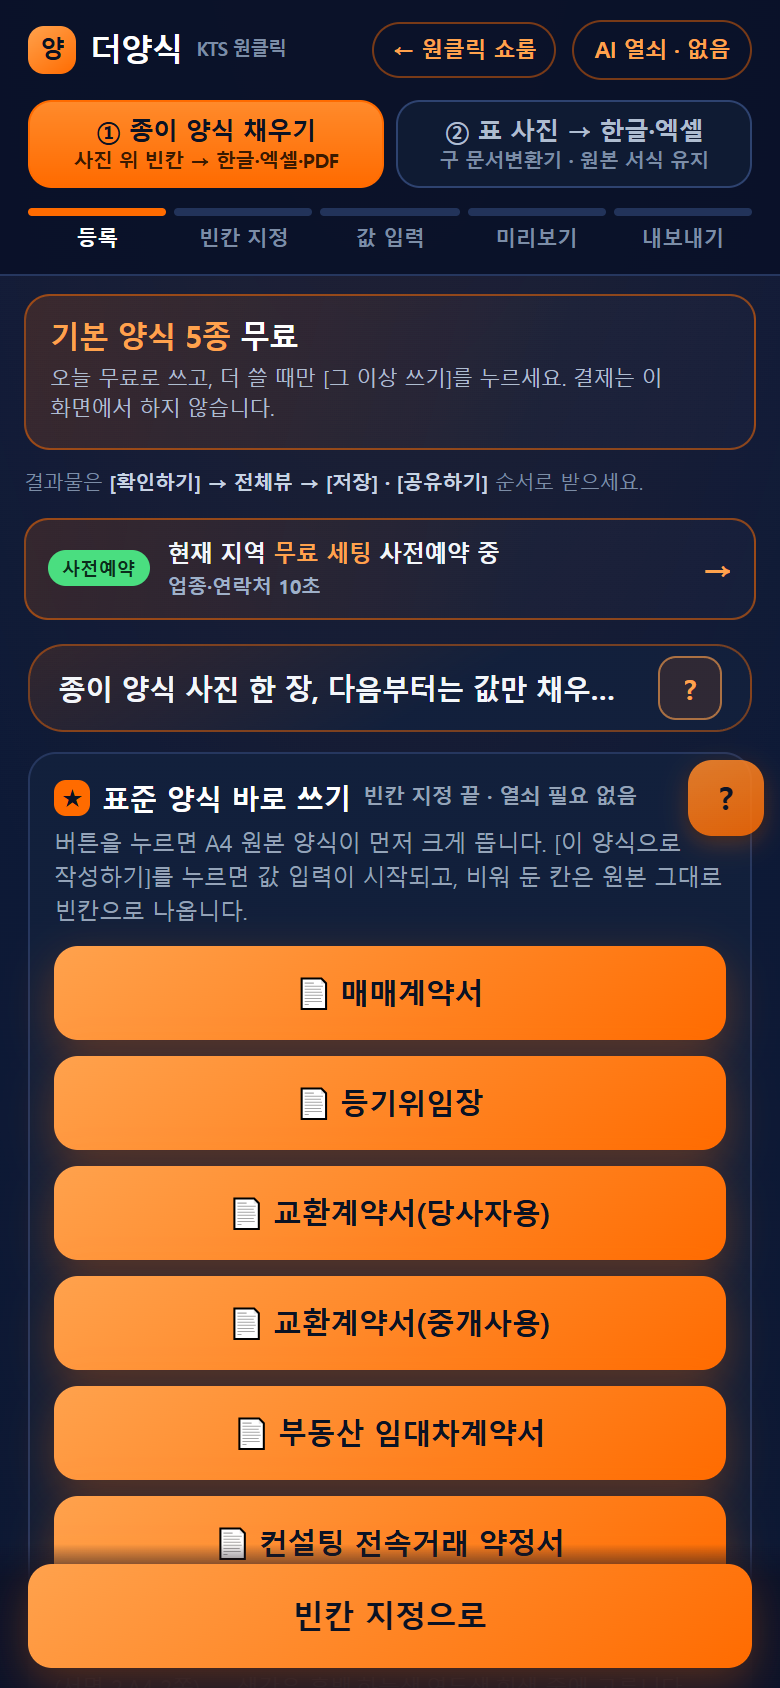 양 더양식 KTS 원클릭 ← 원클릭 쇼룸 AI 열쇠 · 없음
① 종이 양식 채우기
사진 위 빈칸 → 한글·엑셀·PDF
② 표 사진 → 한글·엑셀
구 문서변환기 · 원본 서식 유지
등록 빈칸 지정 값 입력 미리보기 내보내기
기본 양식 5종 무료
오늘 무료로 쓰고, 더 쓸 때만 [그 이상 쓰기]를 누르세요. 결제는 이
화면에서 하지 않습니다.
결과물은 [확인하기] → 전체뷰 → [저장] · [공유하기] 순서로 받으세요.
사전예약
현재 지역 무료 세팅 사전예약 중
업종·연락처 10초
→
종이 양식 사진 한 장, 다음부터는 값만 채우... ?
★ 표준 양식 바로 쓰기 빈칸 지정 끝 · 열쇠 필요 없음
?
버튼을 누르면 A4 원본 양식이 먼저 크게 뜹니다. [이 양식으로
작성하기]를 누르면 값 입력이 시작되고, 비워 둔 칸은 원본 그대로
빈칸으로 나옵니다.
매매계약서
등기위임장
교환계약서(당사자용)
교환계약서(중개사용)
부동산 임대차계약서
컨설팅 전속거래 약정서
빈칸 지정으로